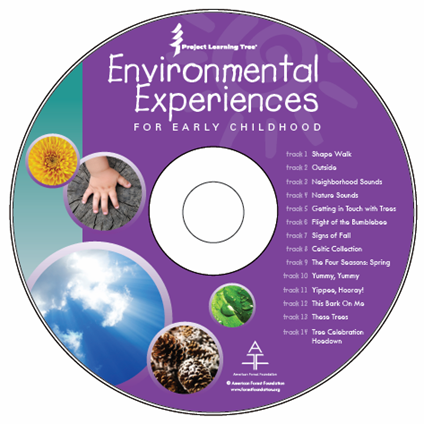 Project Learning Tree®
Environmental
Experiences
FOR EARLY CHILDHOOD
track 1 Shape Walk
track 2 Outside
track 3 Neighborhood Sounds
track 4 Nature Sounds
track 5 Getting in Touch with Trees
track 6 Flight of the Bumblebee
track 7 Signs of Fall
track 8 Celtic Collection
track 9 The Four Seasons: Spring
track 10 Yummy, Yummy
track 11 Yippee, Hooray!
track 12 This Bark On Me
track 13 These Trees
track 14 Tree Celebration
Hoedown
American Forest Foundation
© American Forest Foundation
www.forestfoundation.org